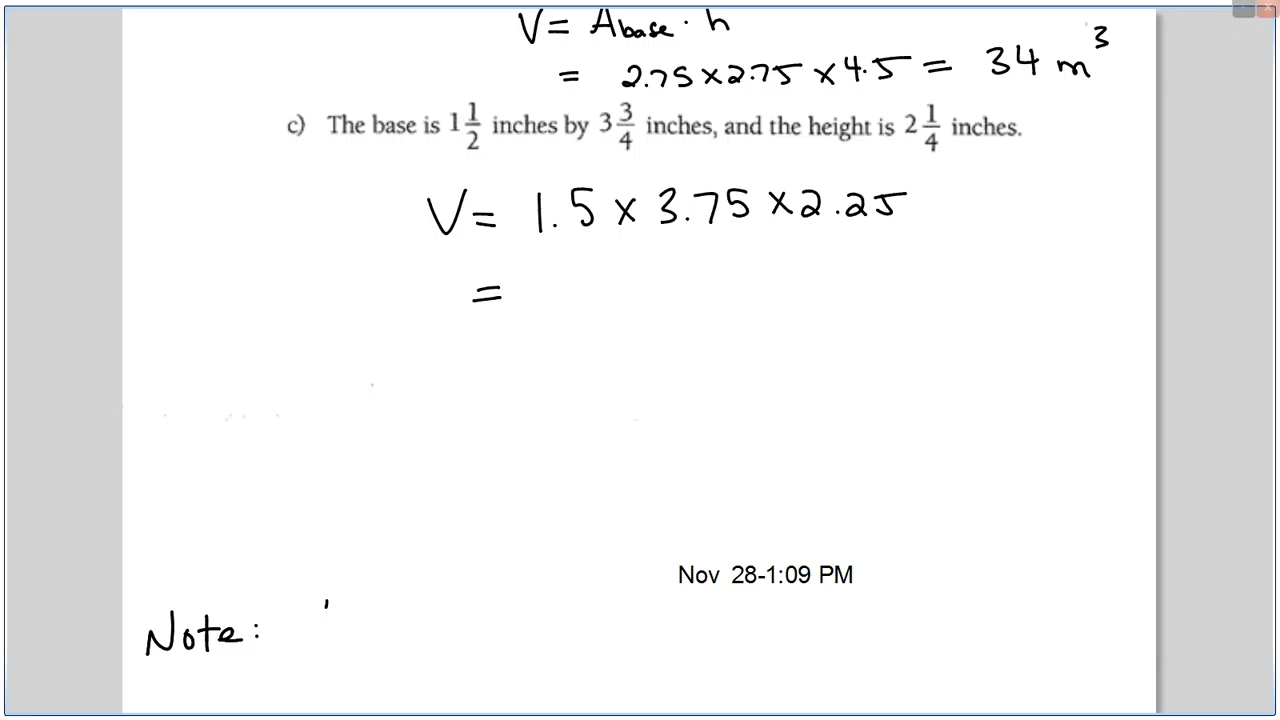 V = Abase · h
= 2.75 × 2.75 × 4.5 = 34 m³
c) The base is 1 1/2 inches by 3 3/4 inches, and the height is 2 1/4 inches.
V = 1.5 × 3.75 × 2.25
=
Nov 28-1:09 PM
Note: